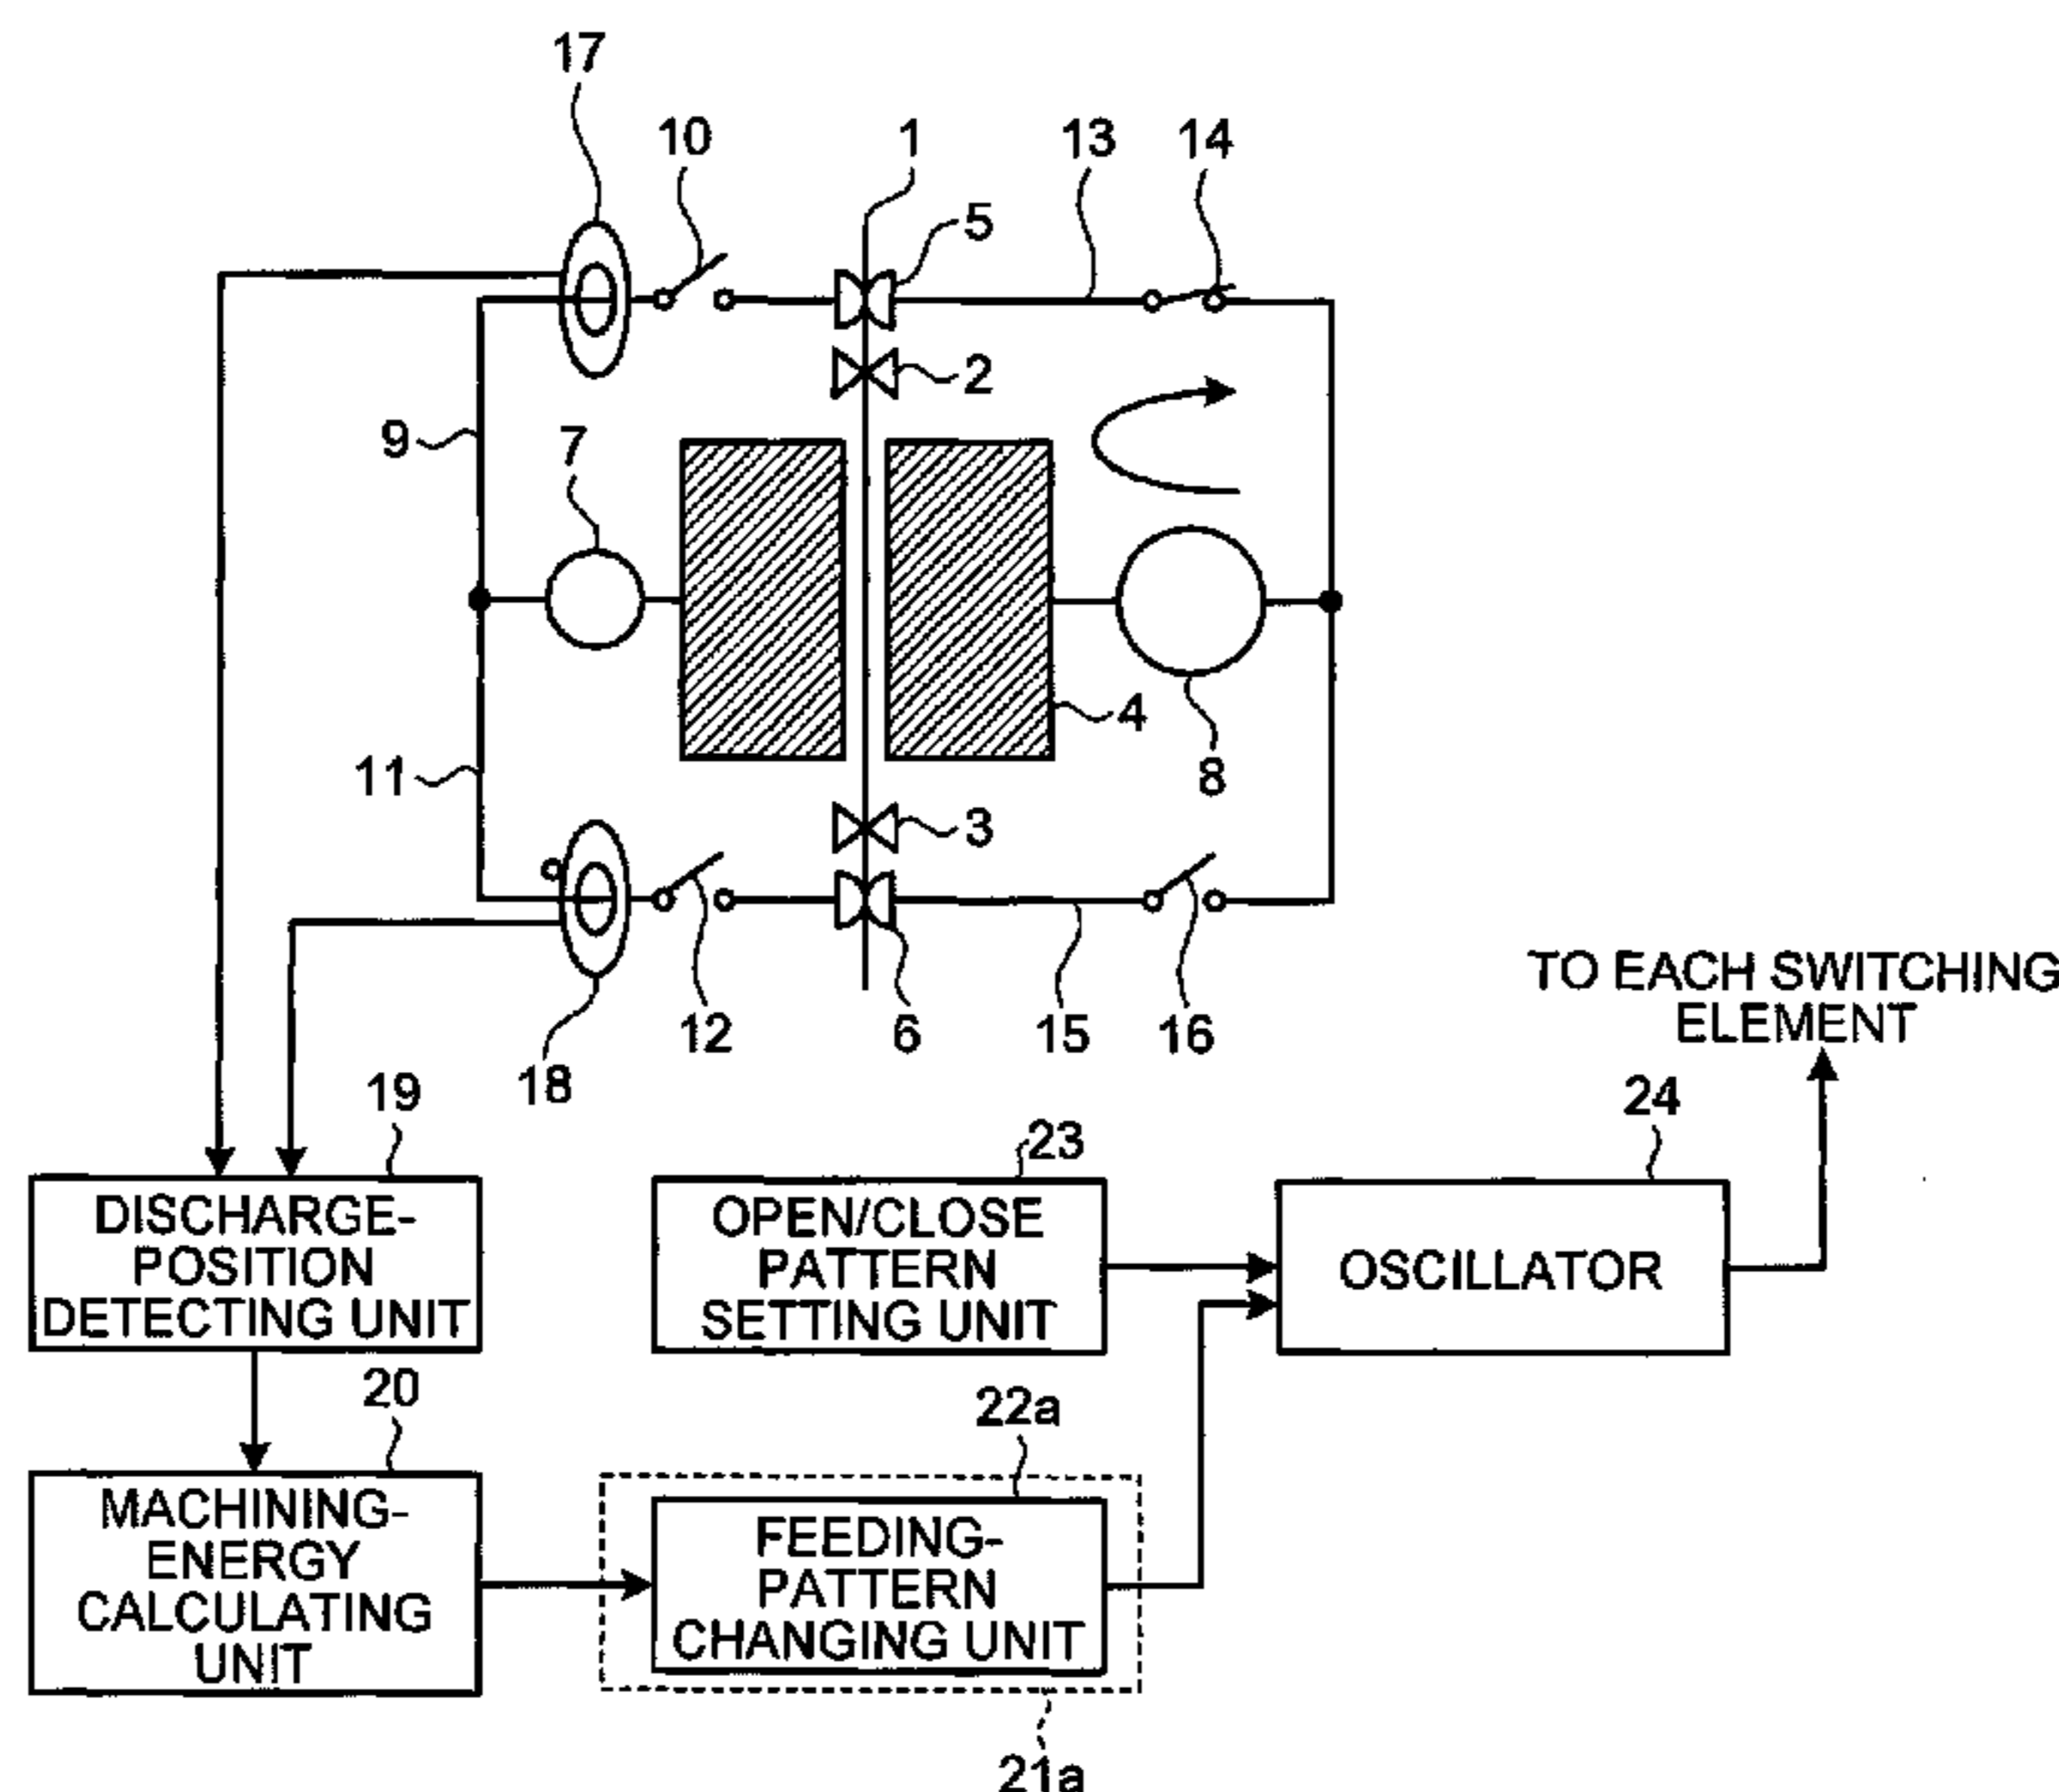 17
10
1
13
14
5
2
9
7
4
11
8
3
12
6
15
16
18
TO EACH SWITCHING
ELEMENT
19
23
24
DISCHARGE-
POSITION
DETECTING UNIT
OPEN/CLOSE
PATTERN
SETTING UNIT
OSCILLATOR
20
22a
MACHINING-
ENERGY
CALCULATING
UNIT
FEEDING-
PATTERN
CHANGING UNIT
21a